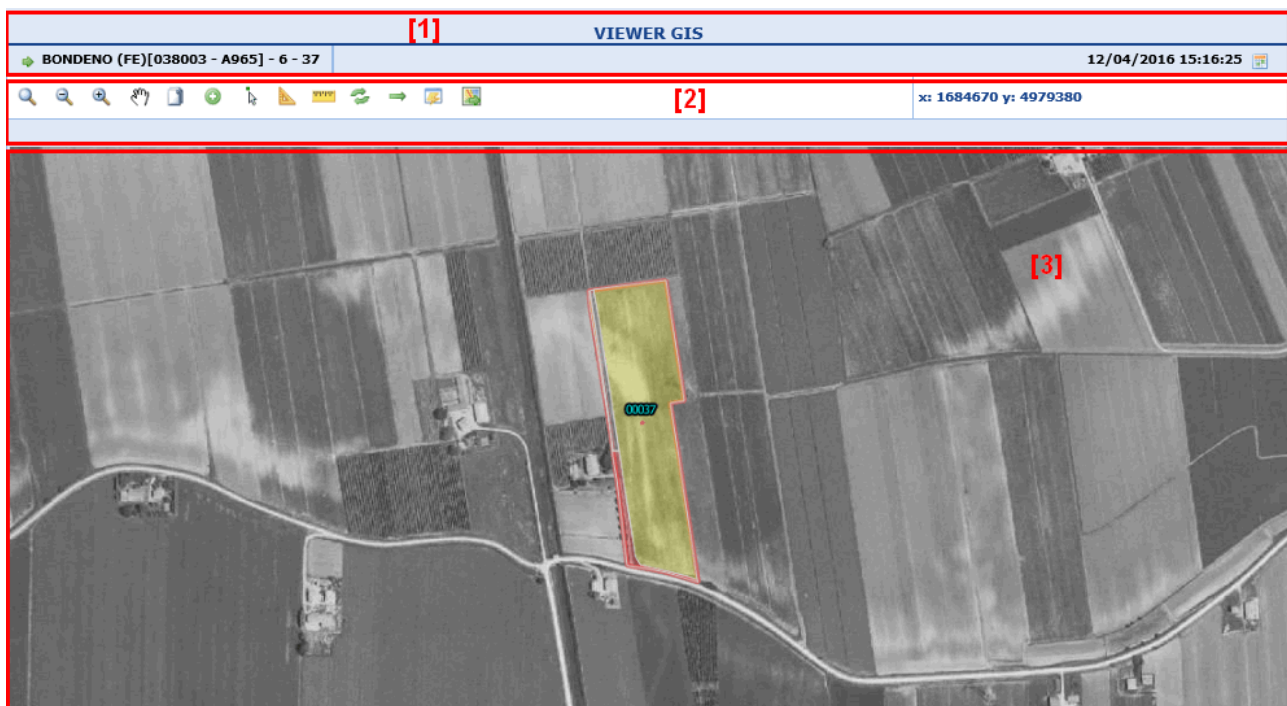 [1]
VIEWER GIS
BONDENO (FE)[038003 - A965] - 6 - 37
12/04/2016 15:16:25
[2]
x: 1684670 y: 4979380
[3]
00037